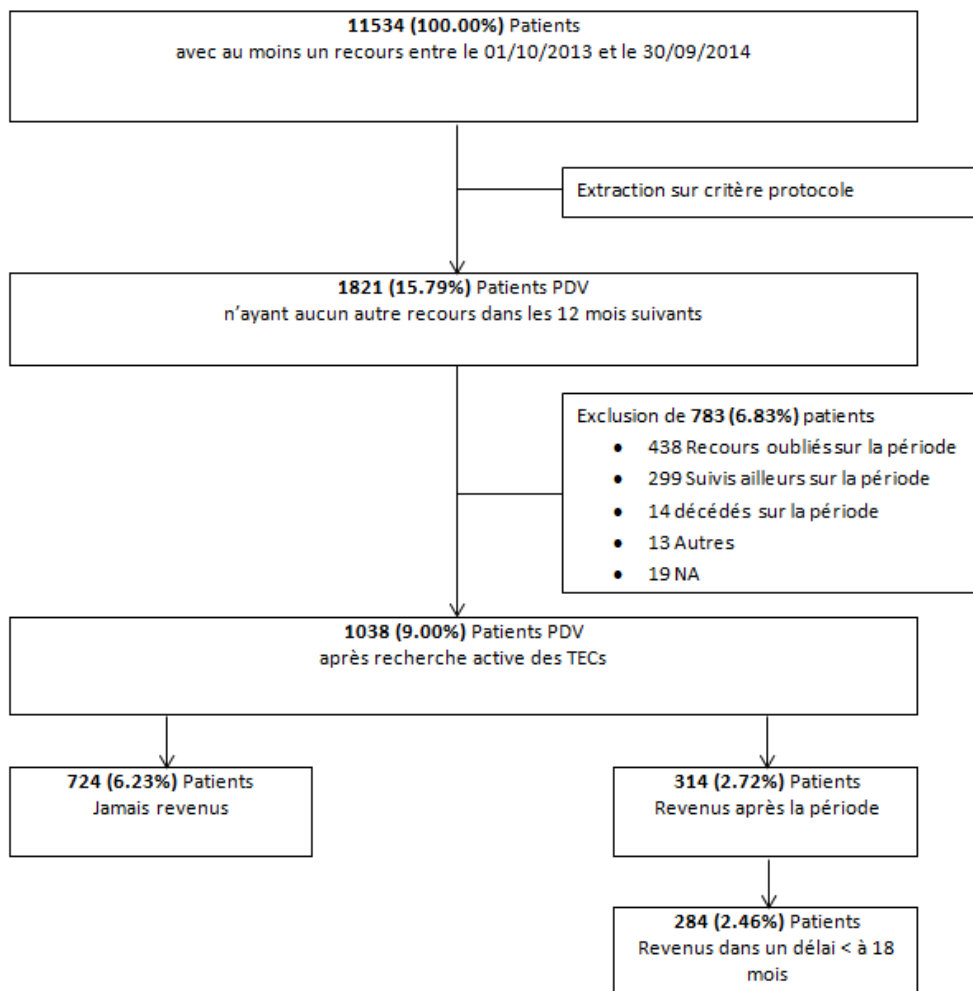 11534 (100.00%) Patients
avec au moins un recours entre le 01/10/2013 et le 30/09/2014
Extraction sur critère protocole
1821 (15.79%) Patients PDV
n’ayant aucun autre recours dans les 12 mois suivants
Exclusion de 783 (6.83%) patients
• 438 Recours oubliés sur la période
• 299 Suivis ailleurs sur la période
• 14 décédés sur la période
• 13 Autres
• 19 NA
1038 (9.00%) Patients PDV
après recherche active des TECs
724 (6.23%) Patients
Jamais revenus
314 (2.72%) Patients
Revenus après la période
284 (2.46%) Patients
Revenus dans un délai < à 18
mois